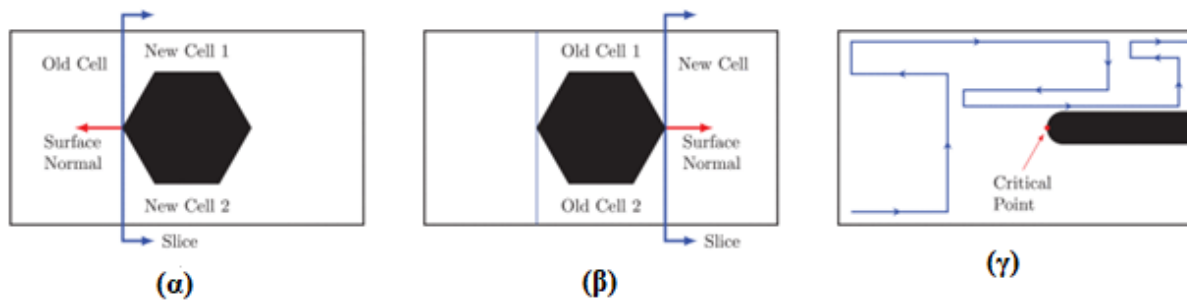 Old Cell
New Cell 1
Surface
Normal
New Cell 2
Slice
(α)
Old Cell 1
New Cell
Surface
Normal
Old Cell 2
Slice
(β)
Critical
Point
(γ)